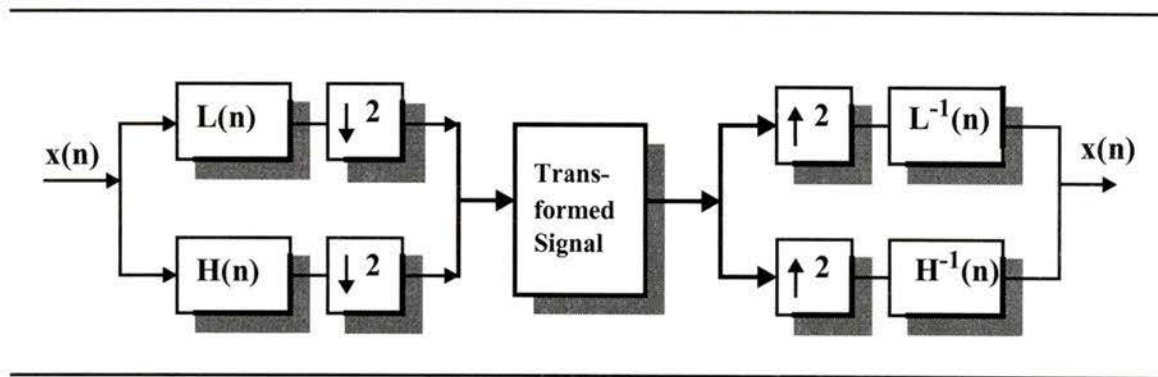 x(n)
L(n)
↓ 2
H(n)
↓ 2
Trans-
formed
Signal
↑ 2
L⁻¹(n)
↑ 2
H⁻¹(n)
x(n)